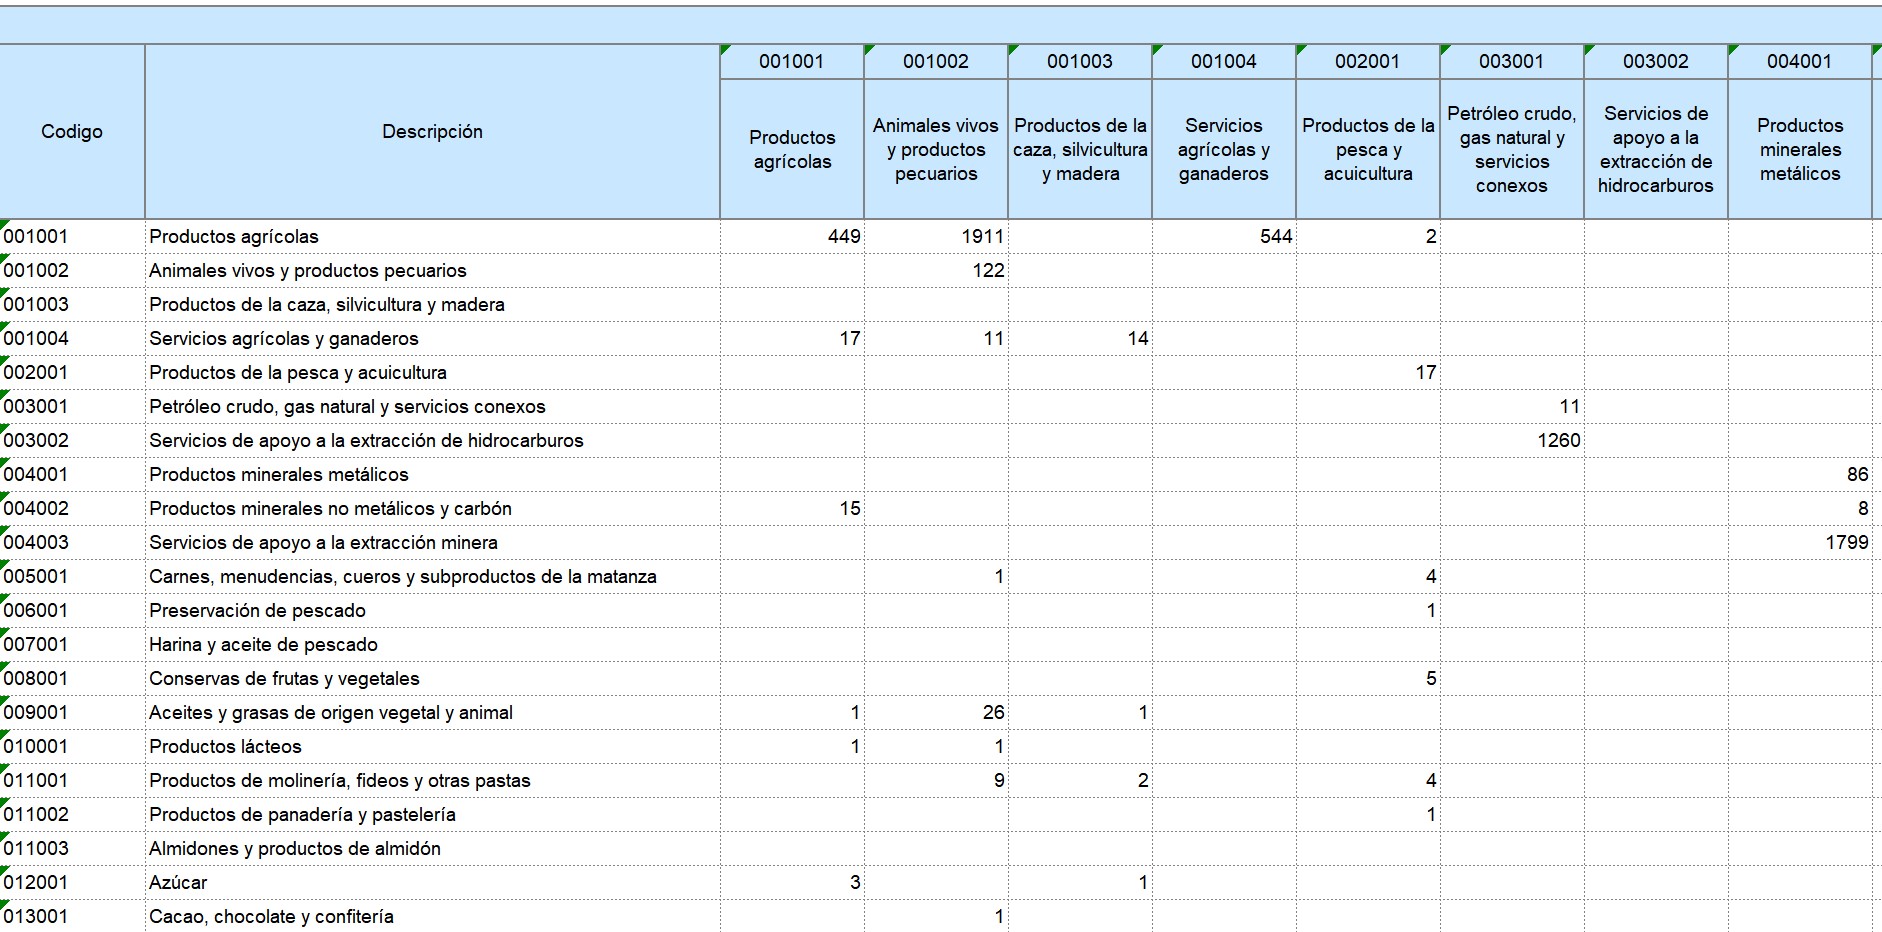 001001 001002 001003 001004 002001 003001 003002 004001
Codigo Descripción Productos agrícolas Animales vivos y productos pecuarios Productos de la caza, silvicultura y madera Servicios agrícolas y ganaderos Productos de la pesca y acuicultura Petróleo crudo, gas natural y servicios conexos Servicios de apoyo a la extracción de hidrocarburos Productos minerales metálicos
001001 Productos agrícolas 449 1911 544 2
001002 Animales vivos y productos pecuarios 122
001003 Productos de la caza, silvicultura y madera
001004 Servicios agrícolas y ganaderos 17 11 14
002001 Productos de la pesca y acuicultura 17
003001 Petróleo crudo, gas natural y servicios conexos 11
003002 Servicios de apoyo a la extracción de hidrocarburos 1260
004001 Productos minerales metálicos 86
004002 Productos minerales no metálicos y carbón 15 8
004003 Servicios de apoyo a la extracción minera 1799
005001 Carnes, menudencias, cueros y subproductos de la matanza 1 4
006001 Preservación de pescado 1
007001 Harina y aceite de pescado
008001 Conservas de frutas y vegetales 5
009001 Aceites y grasas de origen vegetal y animal 1 26 1
010001 Productos lácteos 1 1
011001 Productos de molinería, fideos y otras pastas 9 2 4
011002 Productos de panadería y pastelería 1
011003 Almidones y productos de almidón
012001 Azúcar 3 1
013001 Cacao, chocolate y confitería 1